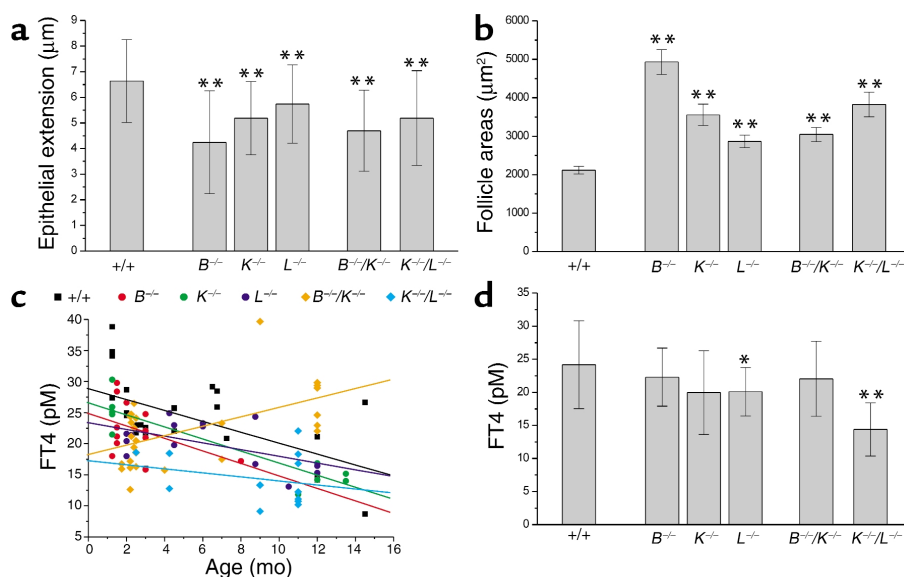 a
Epithelial extension (μm)
9
8
7
6
5
4
3
2
1
0
** ** ** ** **
+/+ B⁻/⁻ K⁻/⁻ L⁻/⁻ B⁻/⁻/K⁻/⁻ K⁻/⁻/L⁻/⁻
b
Follicle areas (μm²)
6000
5000
4000
3000
2000
1000
0
** ** ** ** **
+/+ B⁻/⁻ K⁻/⁻ L⁻/⁻ B⁻/⁻/K⁻/⁻ K⁻/⁻/L⁻/⁻
c
+/+ B⁻/⁻ K⁻/⁻ L⁻/⁻ B⁻/⁻/K⁻/⁻ K⁻/⁻/L⁻/⁻
FT4 (pM)
40
35
30
25
20
15
10
5
0 2 4 6 8 10 12 14 16
Age (mo)
d
FT4 (pM)
35
30
25
20
15
10
5
0
* **
+/+ B⁻/⁻ K⁻/⁻ L⁻/⁻ B⁻/⁻/K⁻/⁻ K⁻/⁻/L⁻/⁻